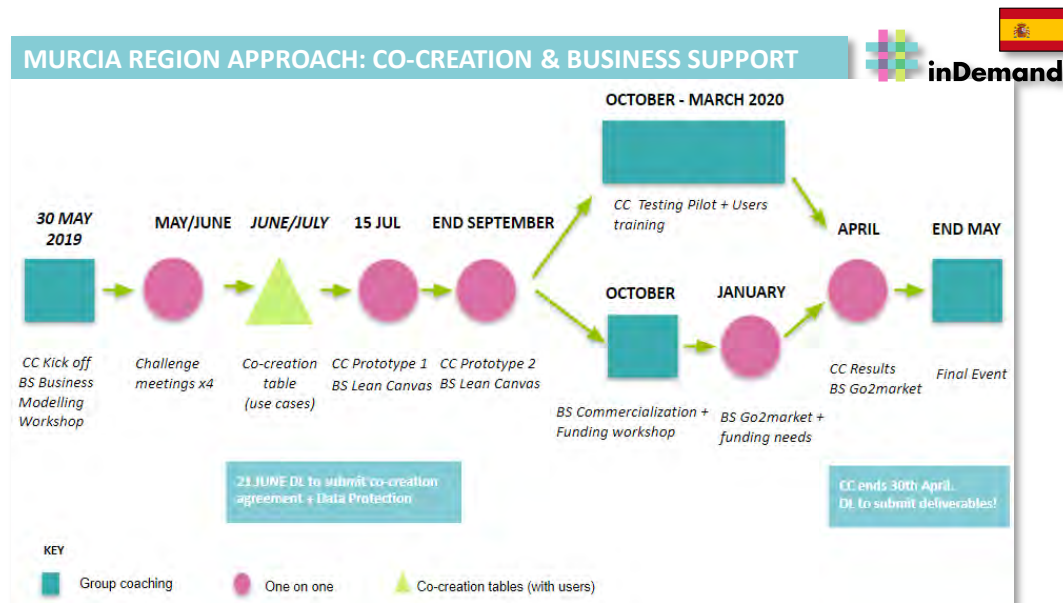 MURCIA REGION APPROACH: CO-CREATION & BUSINESS SUPPORT
inDemand
OCTOBER - MARCH 2020
CC Testing Pilot + Users
training
30 MAY
2019
MAY/JUNE
JUNE/JULY
15 JUL
END SEPTEMBER
APRIL
END MAY
OCTOBER
JANUARY
CC Kick off
BS Business
Modelling
Workshop
Challenge
meetings x4
Co-creation
table
(use cases)
CC Prototype 1
BS Lean Canvas
CC Prototype 2
BS Lean Canvas
BS Commercialization +
Funding workshop
BS Go2market +
funding needs
CC Results
BS Go2market
Final Event
21 JUNE DL to submit co-creation
agreement + Data Protection
CC ends 30th April.
DL to submit deliverables!
KEY
Group coaching
One on one
Co-creation tables (with users)